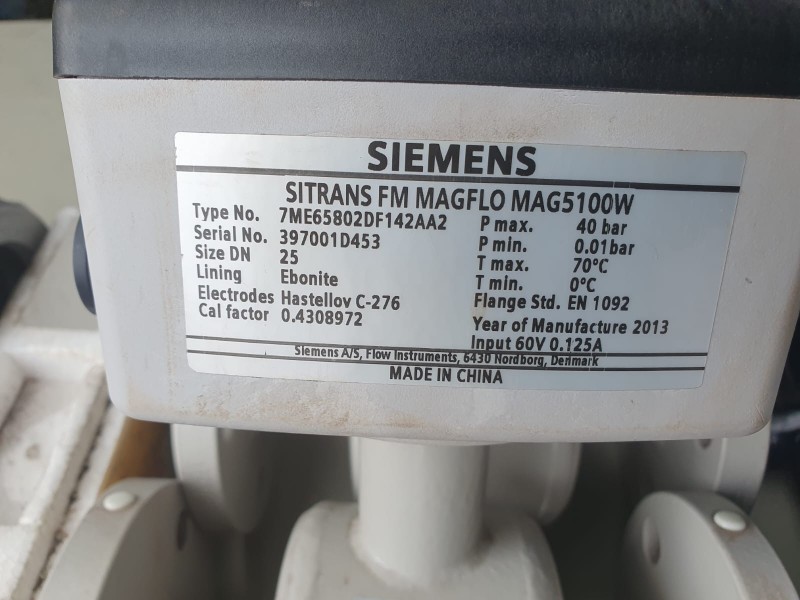 SIEMENS
SITRANS FM MAGFLO MAG5100W
Type No. 7ME65802DF142AA2
Serial No. 397001D453
Size DN 25
Lining Ebonite
Electrodes Hastellov C-276
Cal factor 0.4308972
P max. 40 bar
P min. 0.01bar
T max. 70°C
T min. 0°C
Flange Std. EN 1092
Year of Manufacture 2013
Input 60V 0.125A
Siemens A/S, Flow Instruments, 6430 Nordborg, Denmark
MADE IN CHINA